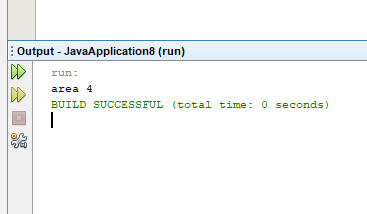 Output - JavaApplication8 (run)
run:
area 4
BUILD SUCCESSFUL (total time: 0 seconds)